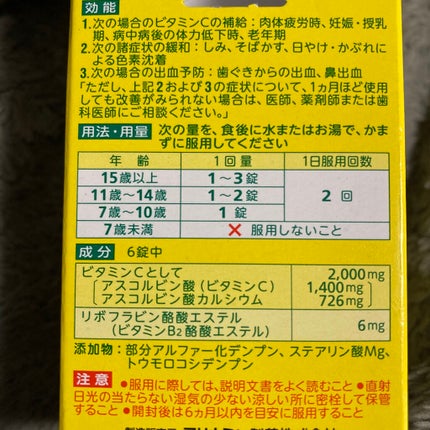 効能
1.次の場合のビタミンCの補給：肉体疲労時、妊娠・授乳
期、病中病後の体力低下時、老年期
2.次の諸症状の緩和：しみ、そばかす、日やけ・かぶれに
よる色素沈着
3.次の場合の出血予防：歯ぐきからの出血、鼻出血
「ただし、上記2および3の症状について、1ヵ月ほど使用
しても改善がみられない場合は、医師、薬剤師または歯
科医師にご相談ください。」
用法・用量 次の量を、食後に水またはお湯で、かま
ずに服用してください
年齢 1回量 1日服用回数
15歳以上 1～3錠
11歳～14歳 1～2錠 2回
7歳～10歳 1錠
7歳未満 ×服用しないこと
成分 6錠中
ビタミンCとして 2,000mg
アスコルビン酸（ビタミンC） 1,400mg
アスコルビン酸カルシウム 726mg
リボフラビン酪酸エステル 6mg
（ビタミンB2酪酸エステル）
添加物：部分アルファー化デンプン、ステアリン酸Mg、
トウモロコシデンプン
注意 ●服用に際しては、説明文書をよく読むこと ●直射
日光の当たらない湿気の少ない涼しい所に密栓して保管
すること ●開封後は6ヵ月以内を目安に服用すること